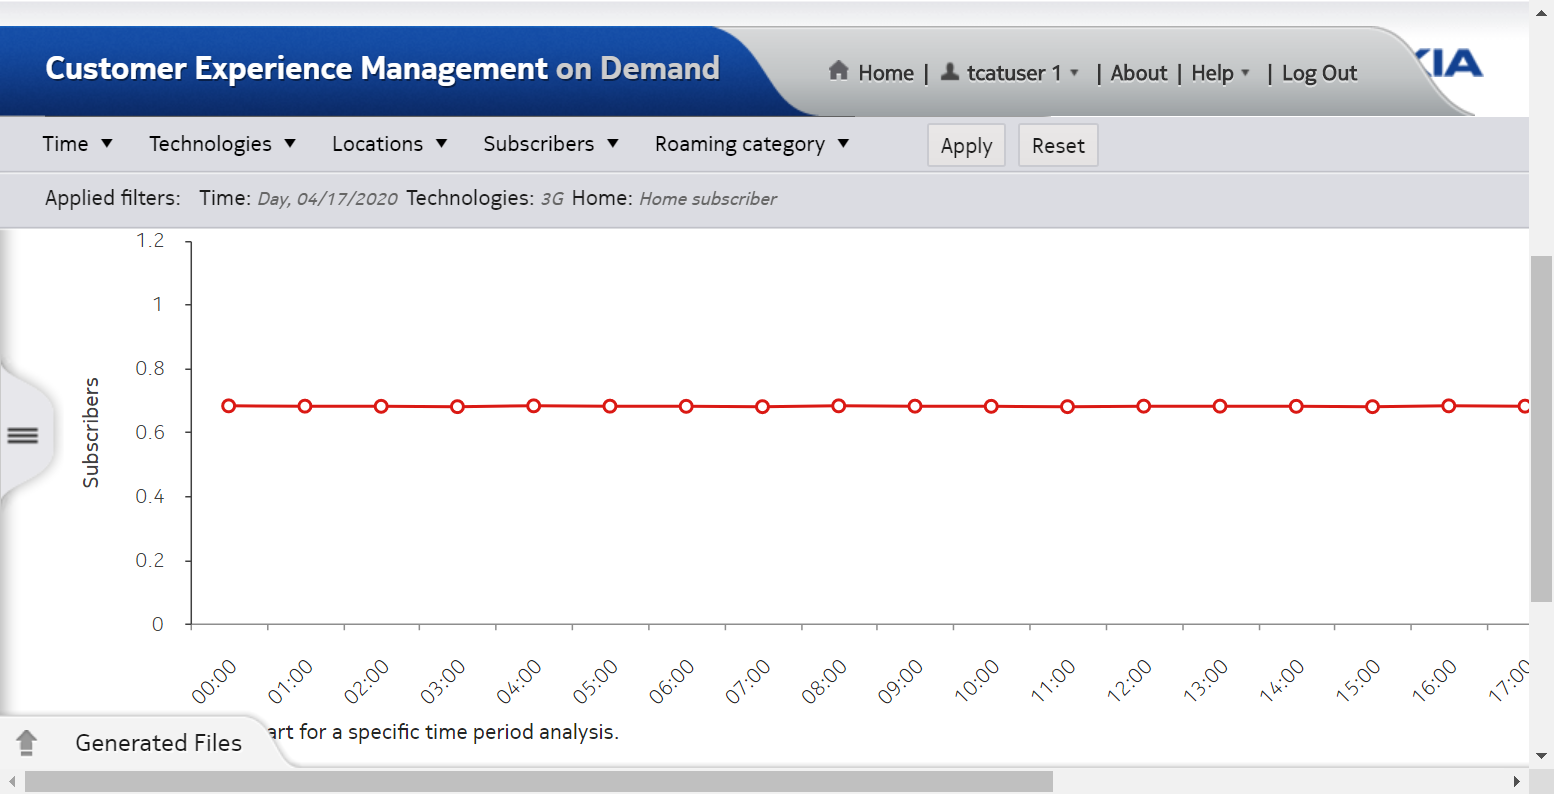 Customer Experience Management on Demand
Home | tcatuser 1 | About | Help | Log Out
KIA
Time Technologies Locations Subscribers Roaming category Apply Reset
Applied filters: Time: Day, 04/17/2020 Technologies: 3G Home: Home subscriber
1.2
1
0.8
0.6
0.4
0.2
0
Subscribers
00:00 01:00 02:00 03:00 04:00 05:00 06:00 07:00 08:00 09:00 10:00 11:00 12:00 13:00 14:00 15:00 16:00 17:00
art for a specific time period analysis.
Generated Files